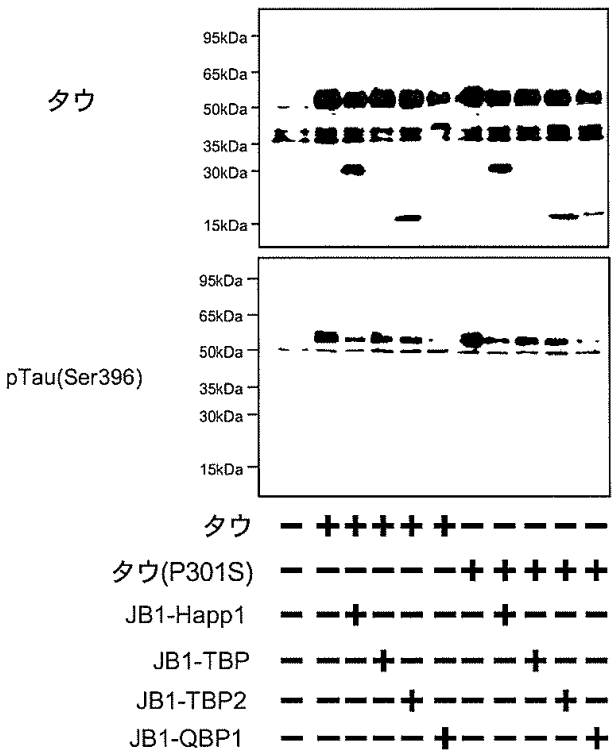 95kDa
65kDa
タウ
50kDa
35kDa
30kDa
15kDa
95kDa
65kDa
50kDa
pTau(Ser396)
35kDa
30kDa
15kDa
タウ − + + + + + − − − − −
タウ(P301S) − − − − − − + + + + +
JB1-Happ1 − − + − − − − + − − −
JB1-TBP − − − + − − − − + − −
JB1-TBP2 − − − − + − − − − + −
JB1-QBP1 − − − − − + − − − − +